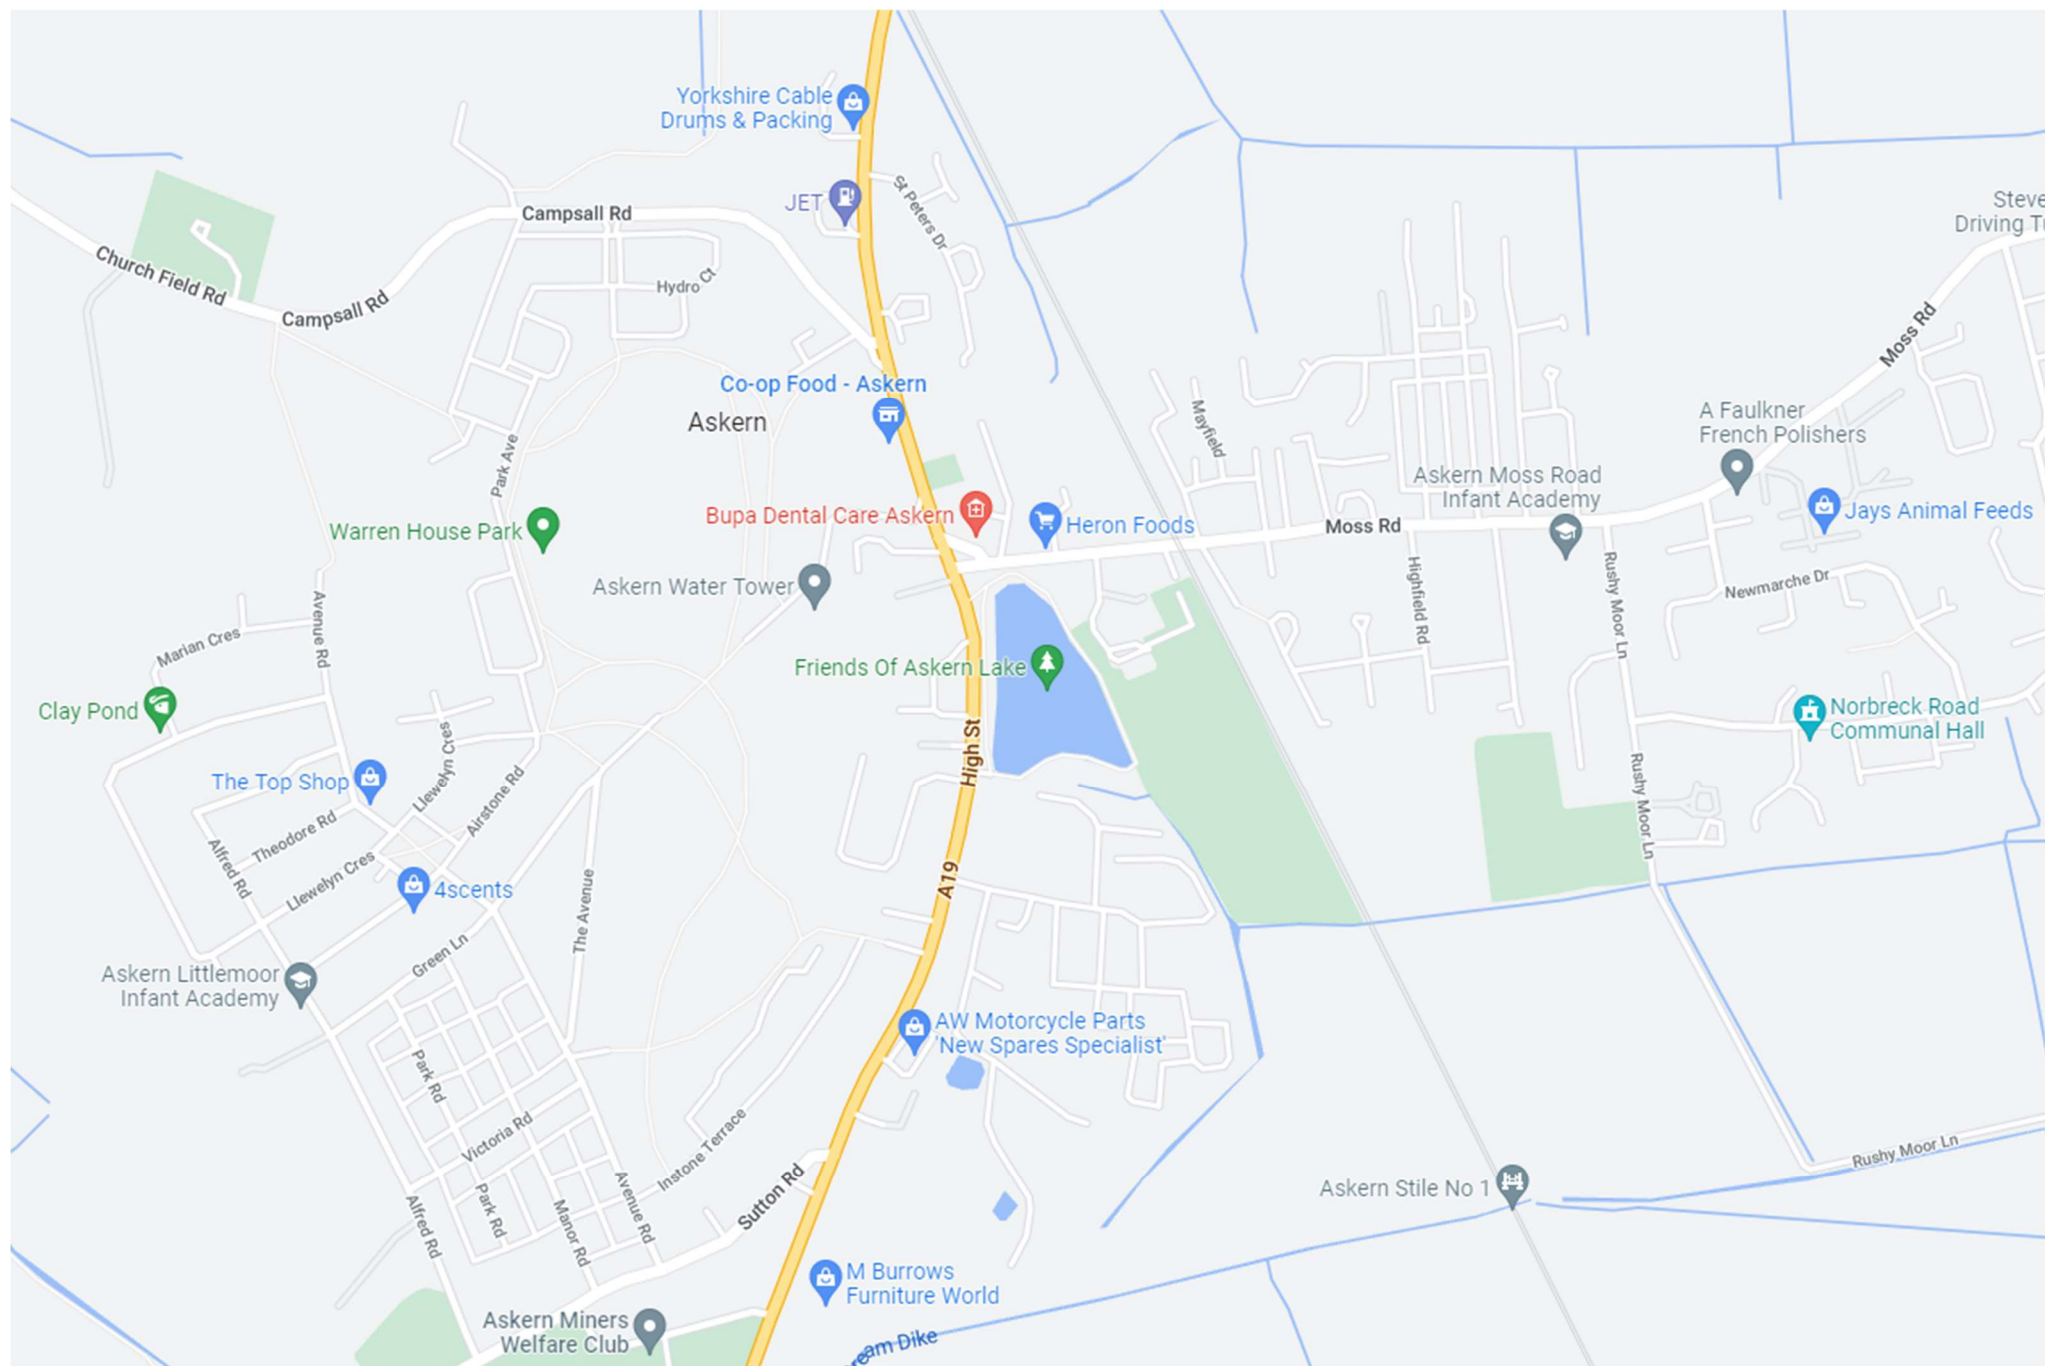 Yorkshire Cable
Drums & Packing
JET
St Peters Dr
Steve
Driving Tu
Campsall Rd
Church Field Rd
Campsall Rd
Hydro Ct
Moss Rd
Co-op Food - Askern
Askern
Mayfield
A Faulkner
French Polishers
Park Ave
Askern Moss Road
Infant Academy
Bupa Dental Care Askern
Heron Foods
Moss Rd
Jays Animal Feeds
Warren House Park
Askern Water Tower
Highfield Rd
Rushy Moor Ln
Newmarche Dr
Avenue Rd
Marian Cres
Friends Of Askern Lake
Clay Pond
Norbreck Road
Communal Hall
High St
Llewelyn Cres
The Top Shop
Airstone Rd
Rushy Moor Ln
Theodore Rd
Alfred Rd
Llewelyn Cres
4scents
A19
The Avenue
Green Ln
Askern Littlemoor
Infant Academy
AW Motorcycle Parts
'New Spares Specialist'
Park Rd
Victoria Rd
Instone Terrace
Rushy Moor Ln
Askern Stile No 1
Park Rd
Avenue Rd
Sutton Rd
Alfred Rd
Manor Rd
M Burrows
Furniture World
Askern Miners
Welfare Club
eam Dike